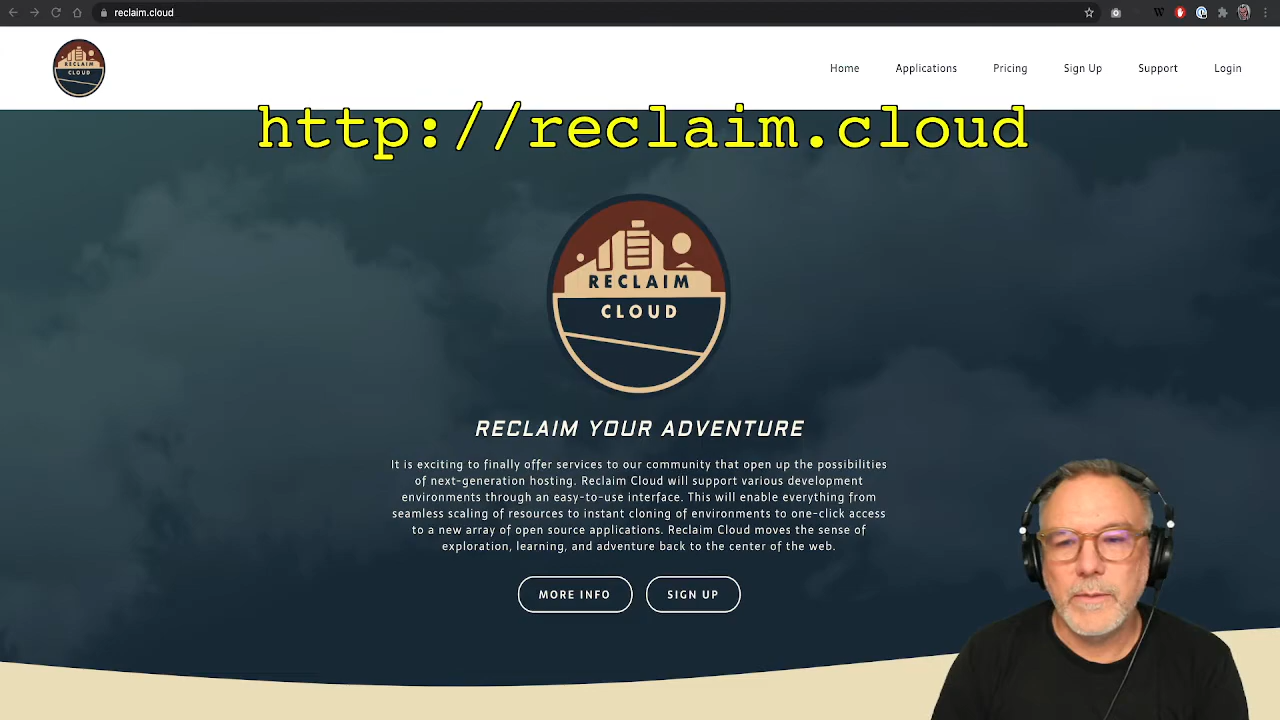 reclaim.cloud
RECLAIM
CLOUD
Home
Applications
Pricing
Sign Up
Support
Login
http://reclaim.cloud
RECLAIM
CLOUD
RECLAIM YOUR ADVENTURE
It is exciting to finally offer services to our community that open up the possibilities
of next-generation hosting. Reclaim Cloud will support various development
environments through an easy-to-use interface. This will enable everything from
seamless scaling of resources to instant cloning of environments to one-click access
to a new array of open source applications. Reclaim Cloud moves the sense of
exploration, learning, and adventure back to the center of the web.
MORE INFO
SIGN UP